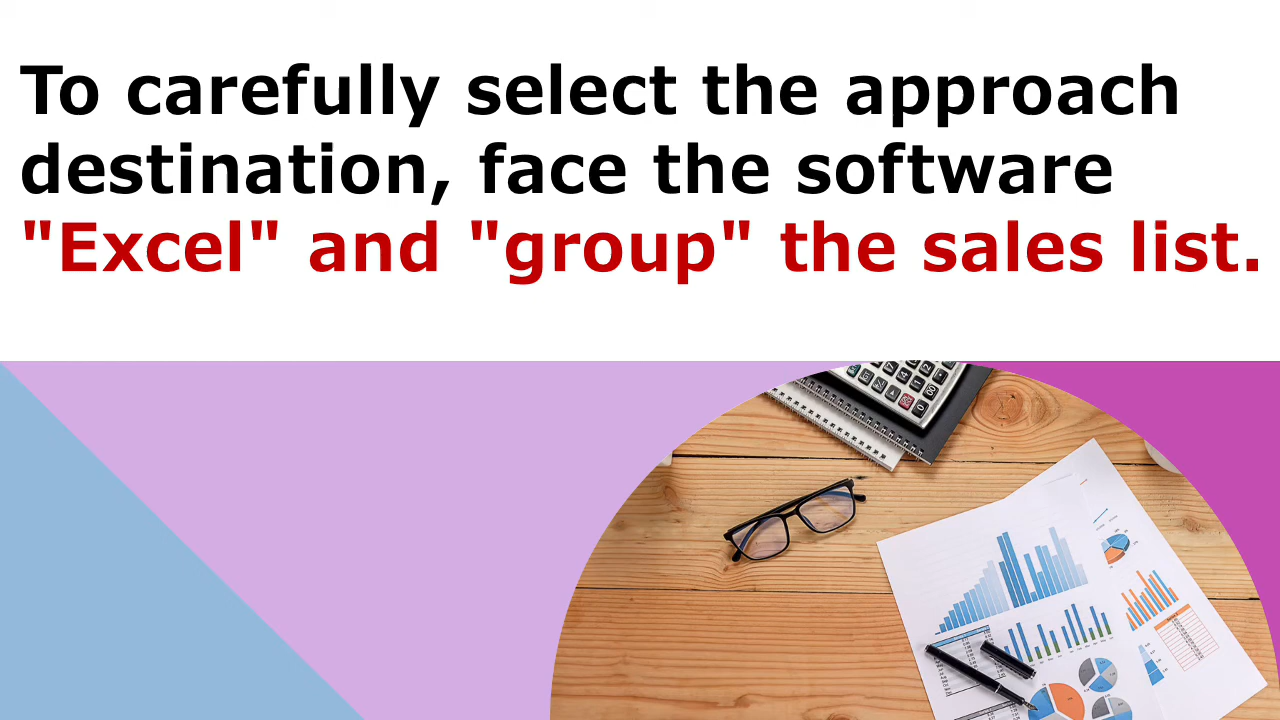 To carefully select the approach
destination, face the software
"Excel" and "group" the sales list.